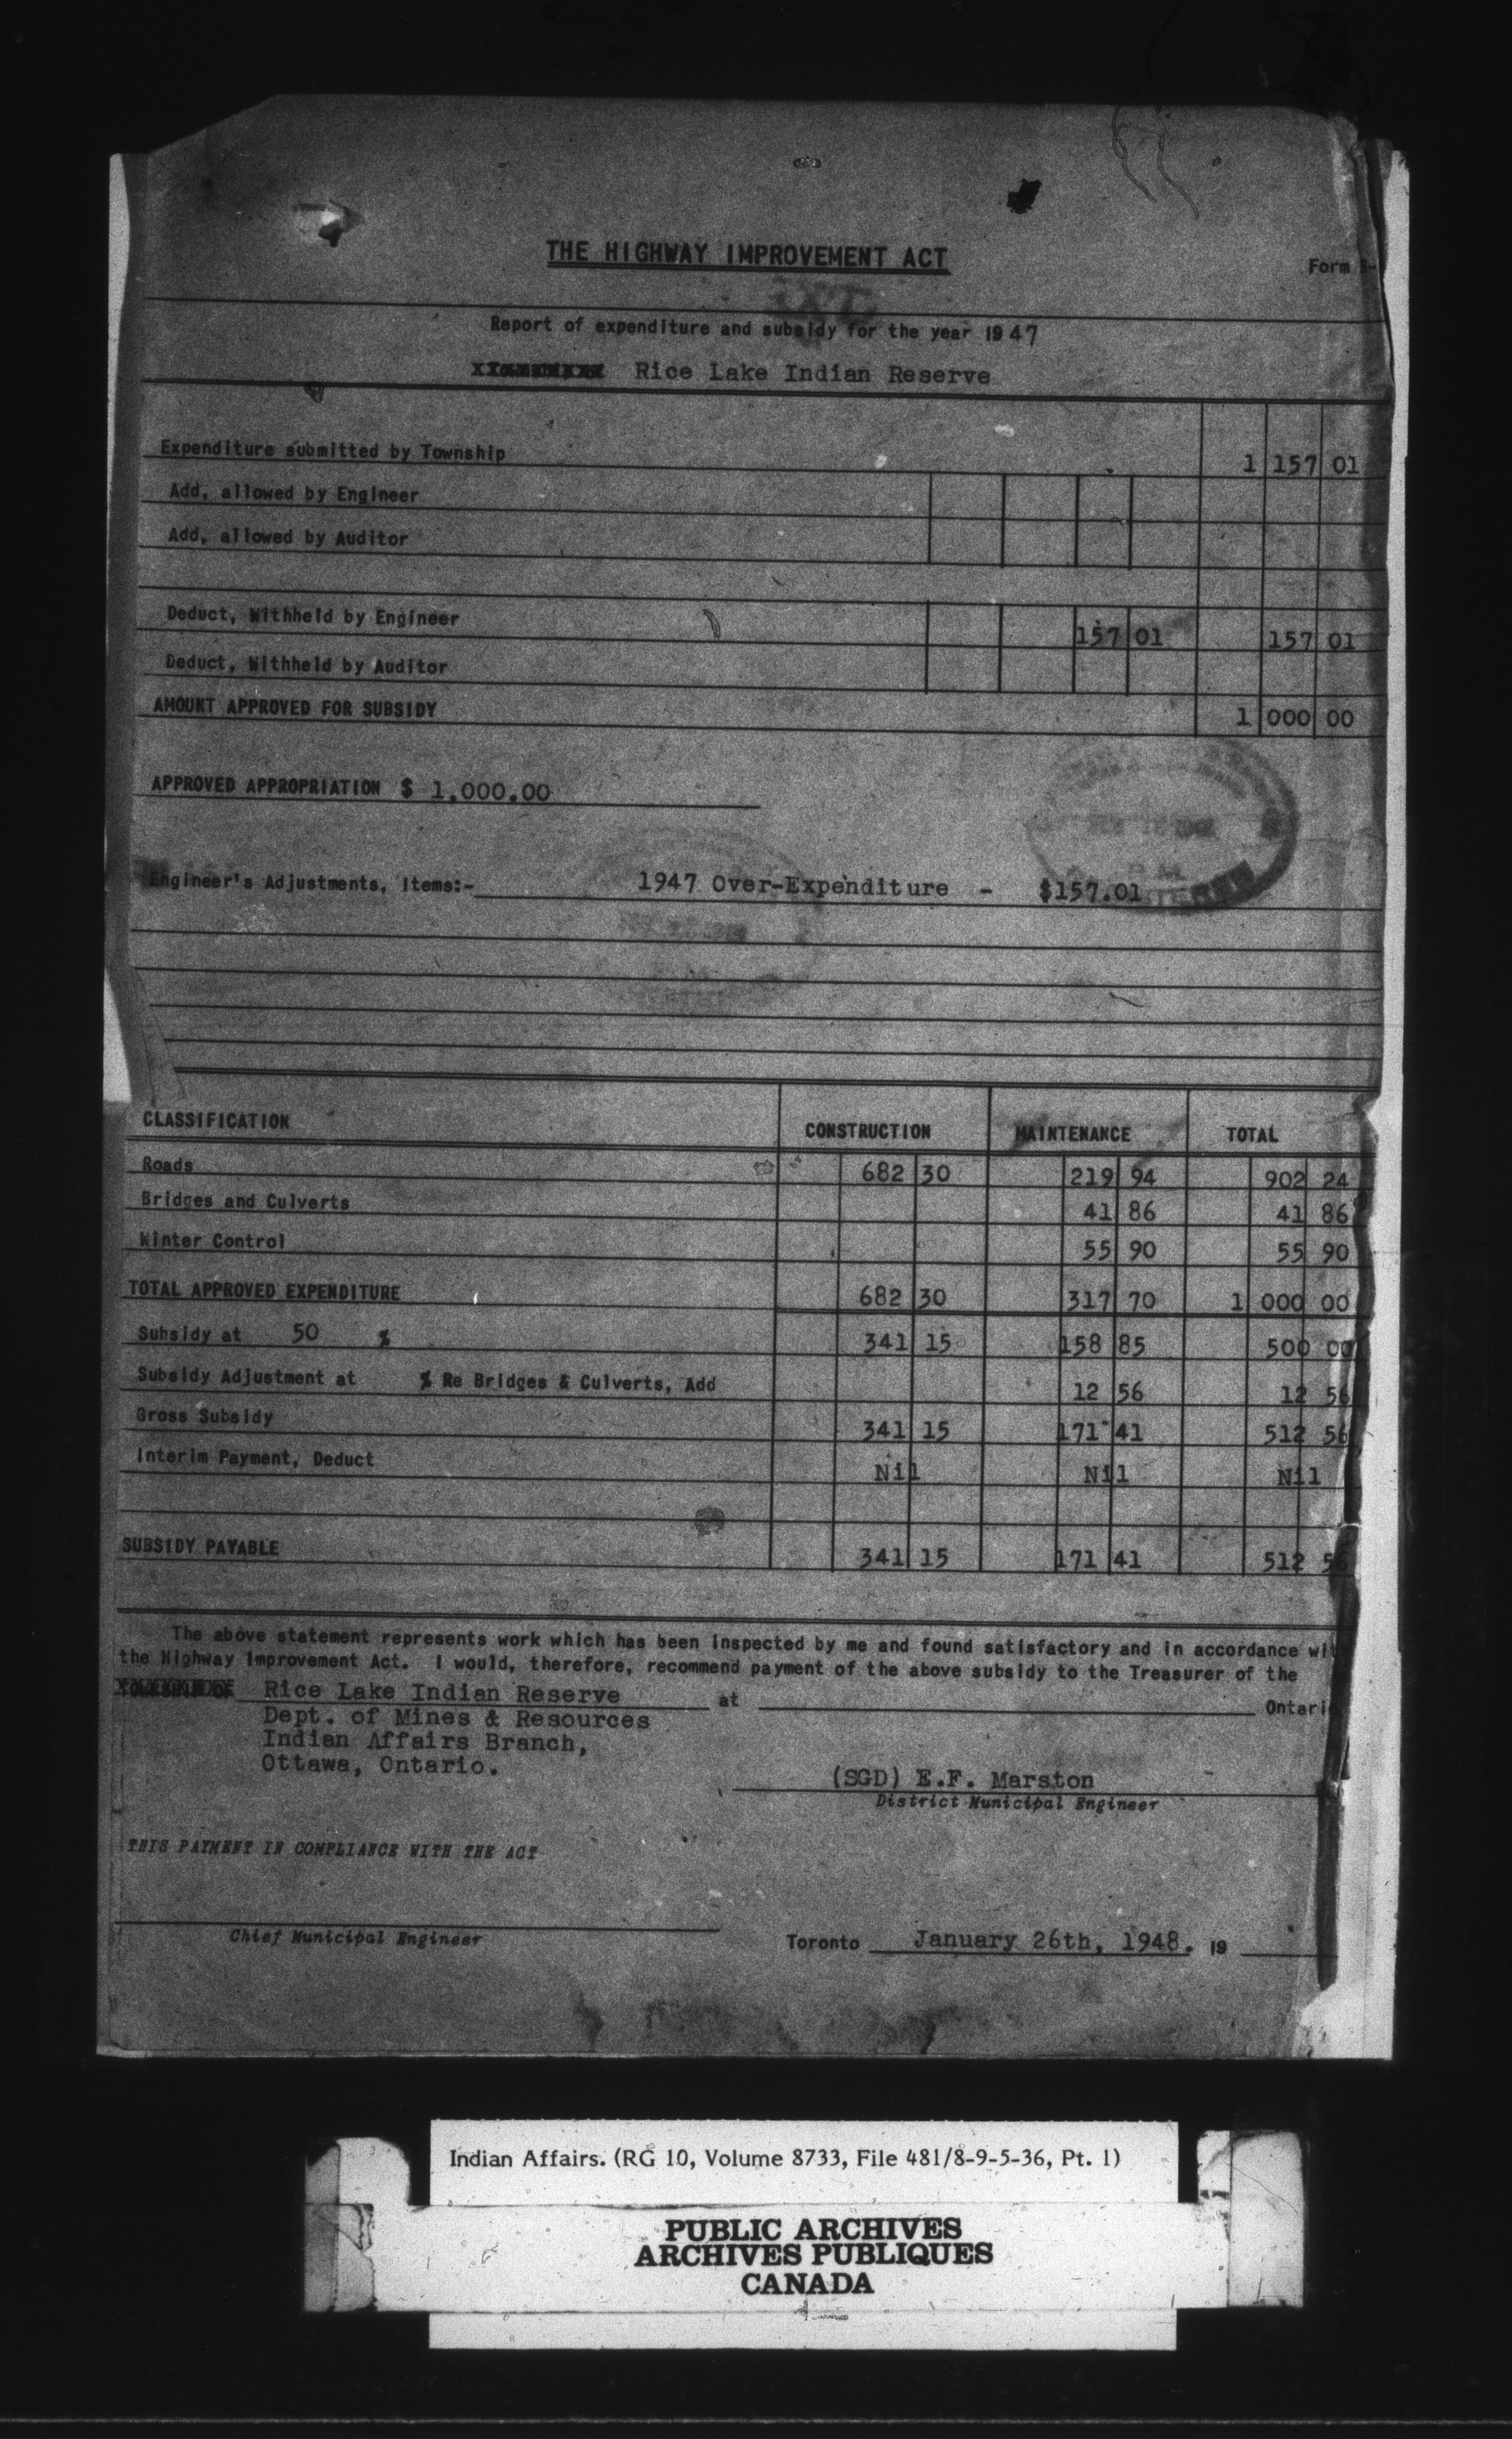 THE HIGHWAY IMPROVEMENT ACT
Form
Report of expenditure and subsidy for the year 1947
Rice Lake Indian Reserve
Expenditure submitted by Township 1 157 01
Add, allowed by Engineer
Add, allowed by Auditor
Deduct, Withheld by Engineer 157 01 157 01
Deduct, Withheld by Auditor
AMOUNT APPROVED FOR SUBSIDY 1 000 00
APPROVED APPROPRIATION $ 1,000.00
Engineer's Adjustments, Items:- 1947 Over-Expenditure - $157.01
CLASSIFICATION CONSTRUCTION MAINTENANCE TOTAL
Roads 682 30 219 94 902 24
Bridges and Culverts 41 86 41 86
Winter Control 55 90 55 90
TOTAL APPROVED EXPENDITURE 682 30 317 70 1 000 00
Subsidy at 50 % 341 15 158 85 500 00
Subsidy Adjustment at % Re Bridges & Culverts, Add 12 56 12 56
Gross Subsidy 341 15 171 41 512 56
Interim Payment, Deduct Nil Nil Nil
SUBSIDY PAYABLE 341 15 171 41 512 56
The above statement represents work which has been inspected by me and found satisfactory and in accordance wit
the Highway Improvement Act. I would, therefore, recommend payment of the above subsidy to the Treasurer of the
Rice Lake Indian Reserve at Ontari
Dept. of Mines & Resources
Indian Affairs Branch,
Ottawa, Ontario.
(SGD) E.F. Marston
District Municipal Engineer
THIS PAYMENT IN COMPLIANCE WITH THE ACT
Chief Municipal Engineer
Toronto January 26th, 1948. 19
Indian Affairs. (RG 10, Volume 8733, File 481/8-9-5-36, Pt. 1)
PUBLIC ARCHIVES
ARCHIVES PUBLIQUES
CANADA